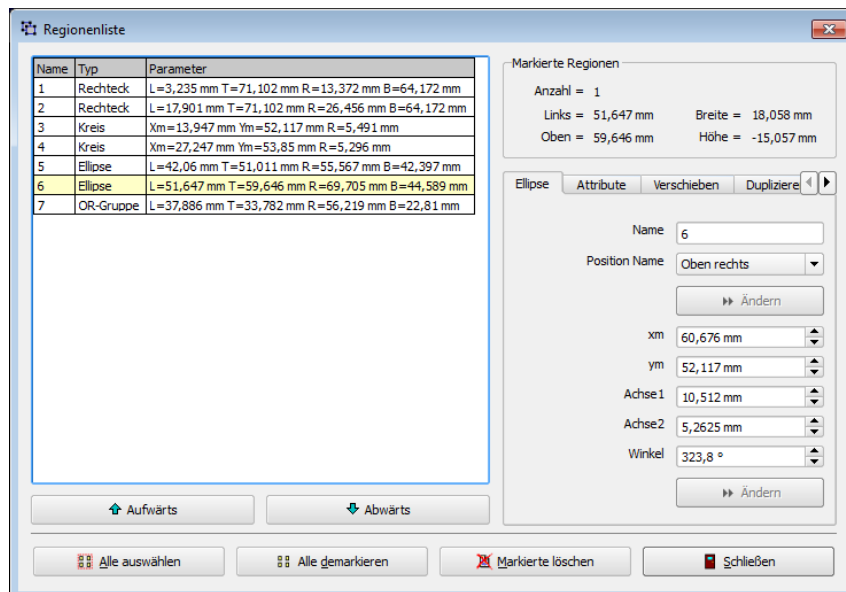 Regionenliste
Name Typ Parameter
1 Rechteck L=3,235 mm T=71,102 mm R=13,372 mm B=64,172 mm
2 Rechteck L=17,901 mm T=71,102 mm R=26,456 mm B=64,172 mm
3 Kreis Xm=13,947 mm Ym=52,117 mm R=5,491 mm
4 Kreis Xm=27,247 mm Ym=53,85 mm R=5,296 mm
5 Ellipse L=42,06 mm T=51,011 mm R=55,567 mm B=42,397 mm
6 Ellipse L=51,647 mm T=59,646 mm R=69,705 mm B=44,589 mm
7 OR-Gruppe L=37,886 mm T=33,782 mm R=56,219 mm B=22,81 mm
Aufwärts Abwärts
Markierte Regionen
Anzahl = 1
Links = 51,647 mm Breite = 18,058 mm
Oben = 59,646 mm Höhe = -15,057 mm
Ellipse Attribute Verschieben Dupliziere
Name 6
Position Name Oben rechts
Ändern
xm 60,676 mm
ym 52,117 mm
Achse1 10,512 mm
Achse2 5,2625 mm
Winkel 323,8 °
Ändern
Alle auswählen Alle demarkieren Markierte löschen Schließen